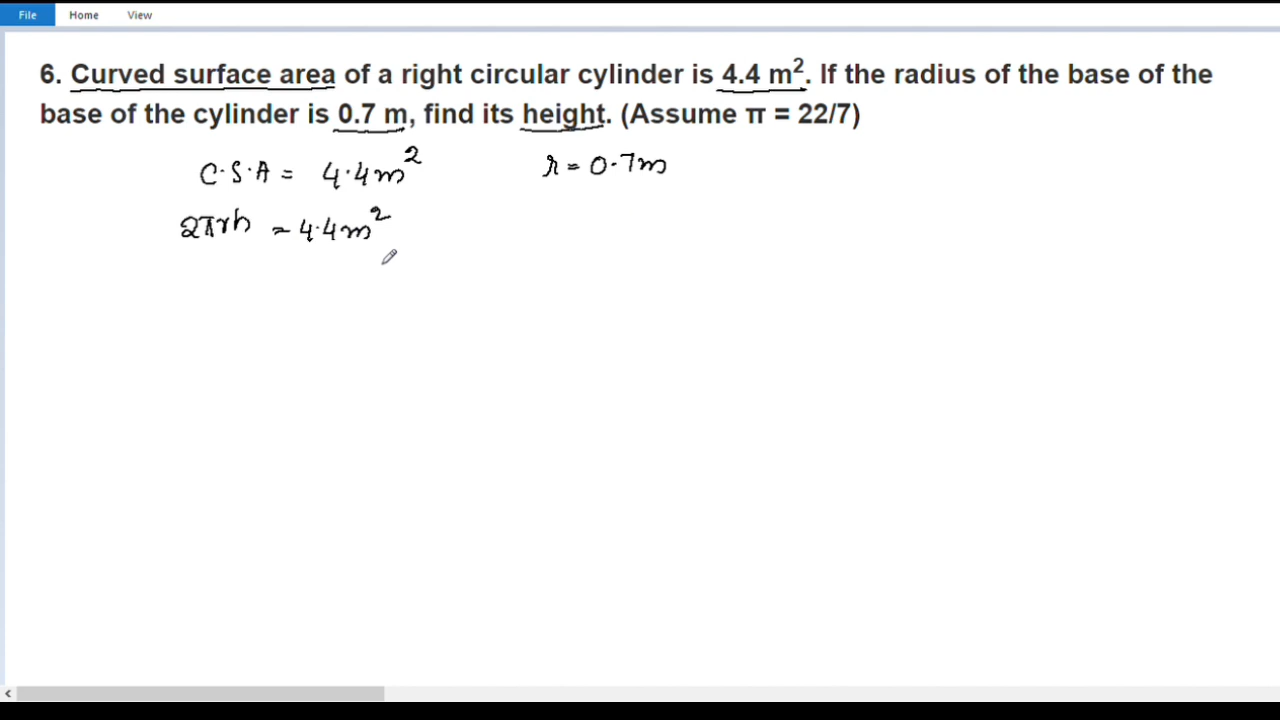 File Home View
6. Curved surface area of a right circular cylinder is 4.4 m². If the radius of the base of the
base of the cylinder is 0.7 m, find its height. (Assume π = 22/7)
C.S.A = 4.4m² r = 0.7m
2πrh = 4.4m²